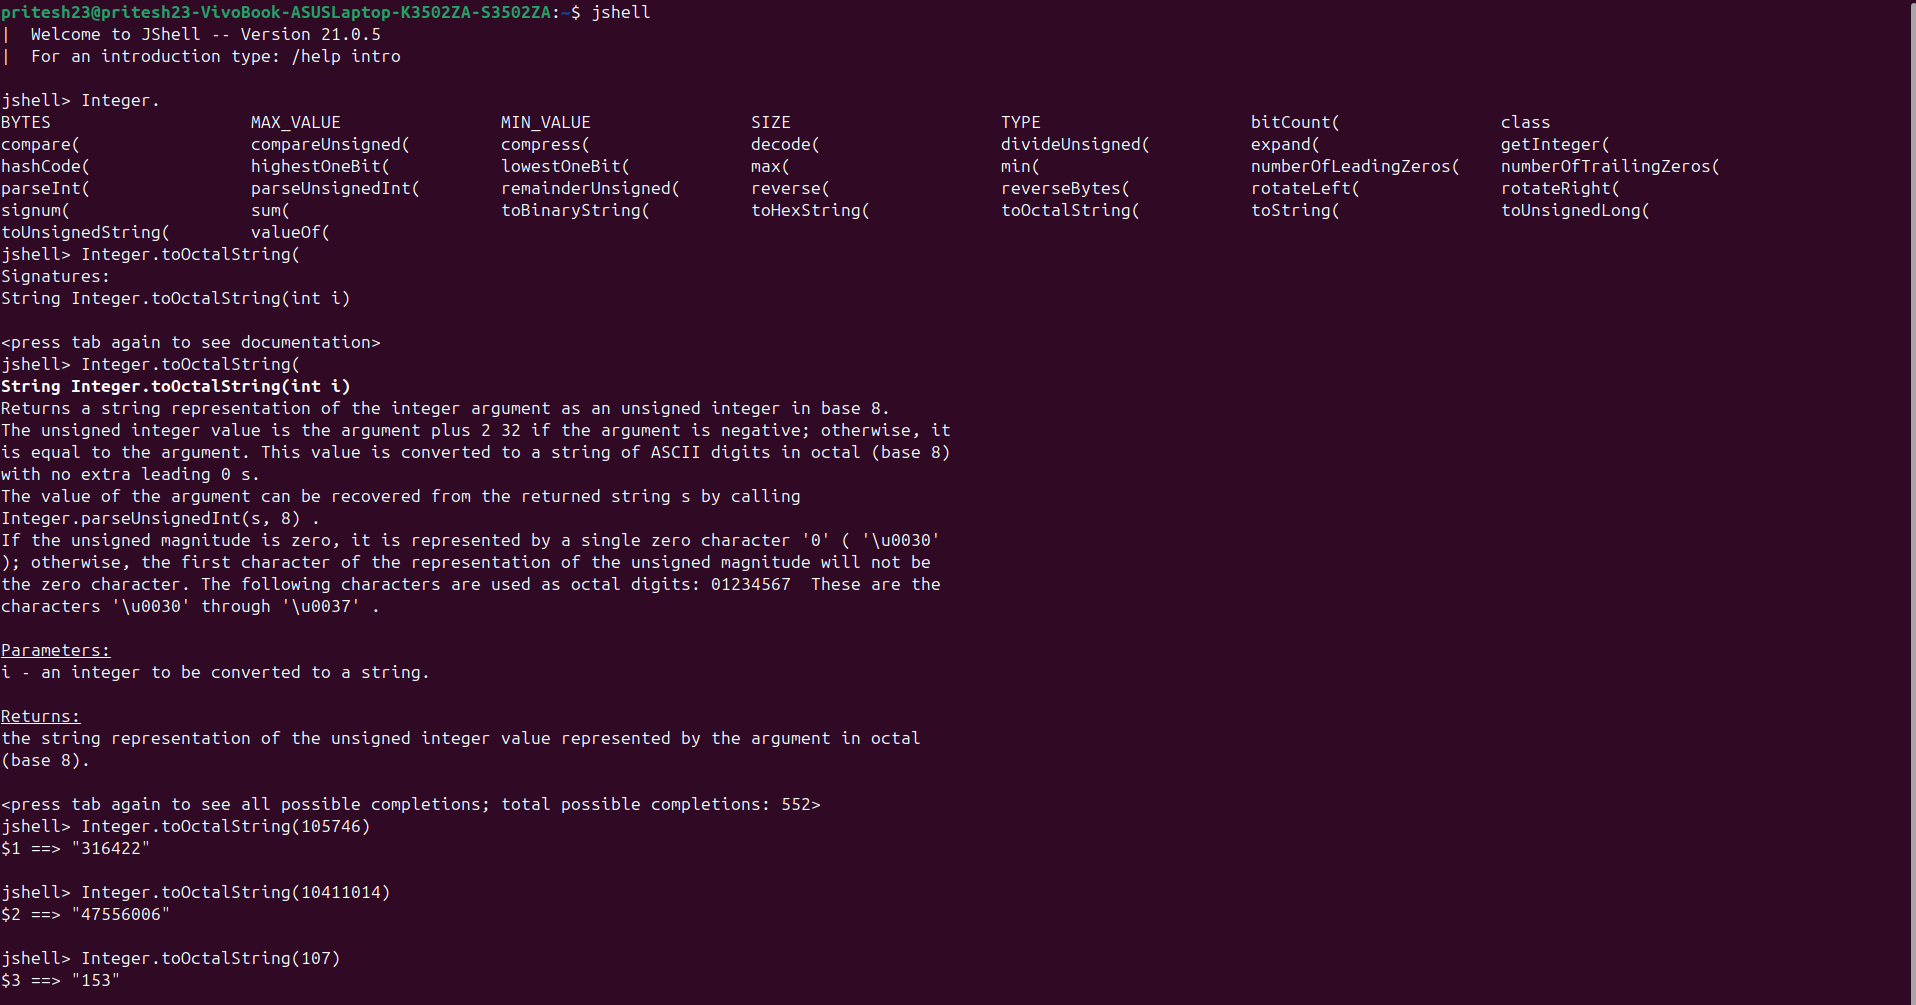 pritesh23@pritesh23-VivoBook-ASUSLaptop-K3502ZA-S3502ZA:~$ jshell
|  Welcome to JShell -- Version 21.0.5
|  For an introduction type: /help intro

jshell> Integer.
BYTES                    MAX_VALUE                MIN_VALUE                SIZE                     TYPE                     bitCount(                class
compare(                 compareUnsigned(         compress(                decode(                  divideUnsigned(          expand(                  getInteger(
hashCode(                highestOneBit(           lowestOneBit(            max(                     min(                     numberOfLeadingZeros(    numberOfTrailingZeros(
parseInt(                parseUnsignedInt(        remainderUnsigned(       reverse(                 reverseBytes(            rotateLeft(              rotateRight(
signum(                  sum(                     toBinaryString(          toHexString(             toOctalString(           toString(                toUnsignedLong(
toUnsignedString(        valueOf(
jshell> Integer.toOctalString(
Signatures:
String Integer.toOctalString(int i)

<press tab again to see documentation>
jshell> Integer.toOctalString(
String Integer.toOctalString(int i)
Returns a string representation of the integer argument as an unsigned integer in base 8.
The unsigned integer value is the argument plus 2 32 if the argument is negative; otherwise, it
is equal to the argument. This value is converted to a string of ASCII digits in octal (base 8)
with no extra leading 0 s.
The value of the argument can be recovered from the returned string s by calling
Integer.parseUnsignedInt(s, 8) .
If the unsigned magnitude is zero, it is represented by a single zero character '0' ( '\u0030'
); otherwise, the first character of the representation of the unsigned magnitude will not be
the zero character. The following characters are used as octal digits: 01234567  These are the
characters '\u0030' through '\u0037' .

Parameters:
i - an integer to be converted to a string.

Returns:
the string representation of the unsigned integer value represented by the argument in octal
(base 8).

<press tab again to see all possible completions; total possible completions: 552>
jshell> Integer.toOctalString(105746)
$1 ==> "316422"

jshell> Integer.toOctalString(10411014)
$2 ==> "47556006"

jshell> Integer.toOctalString(107)
$3 ==> "153"